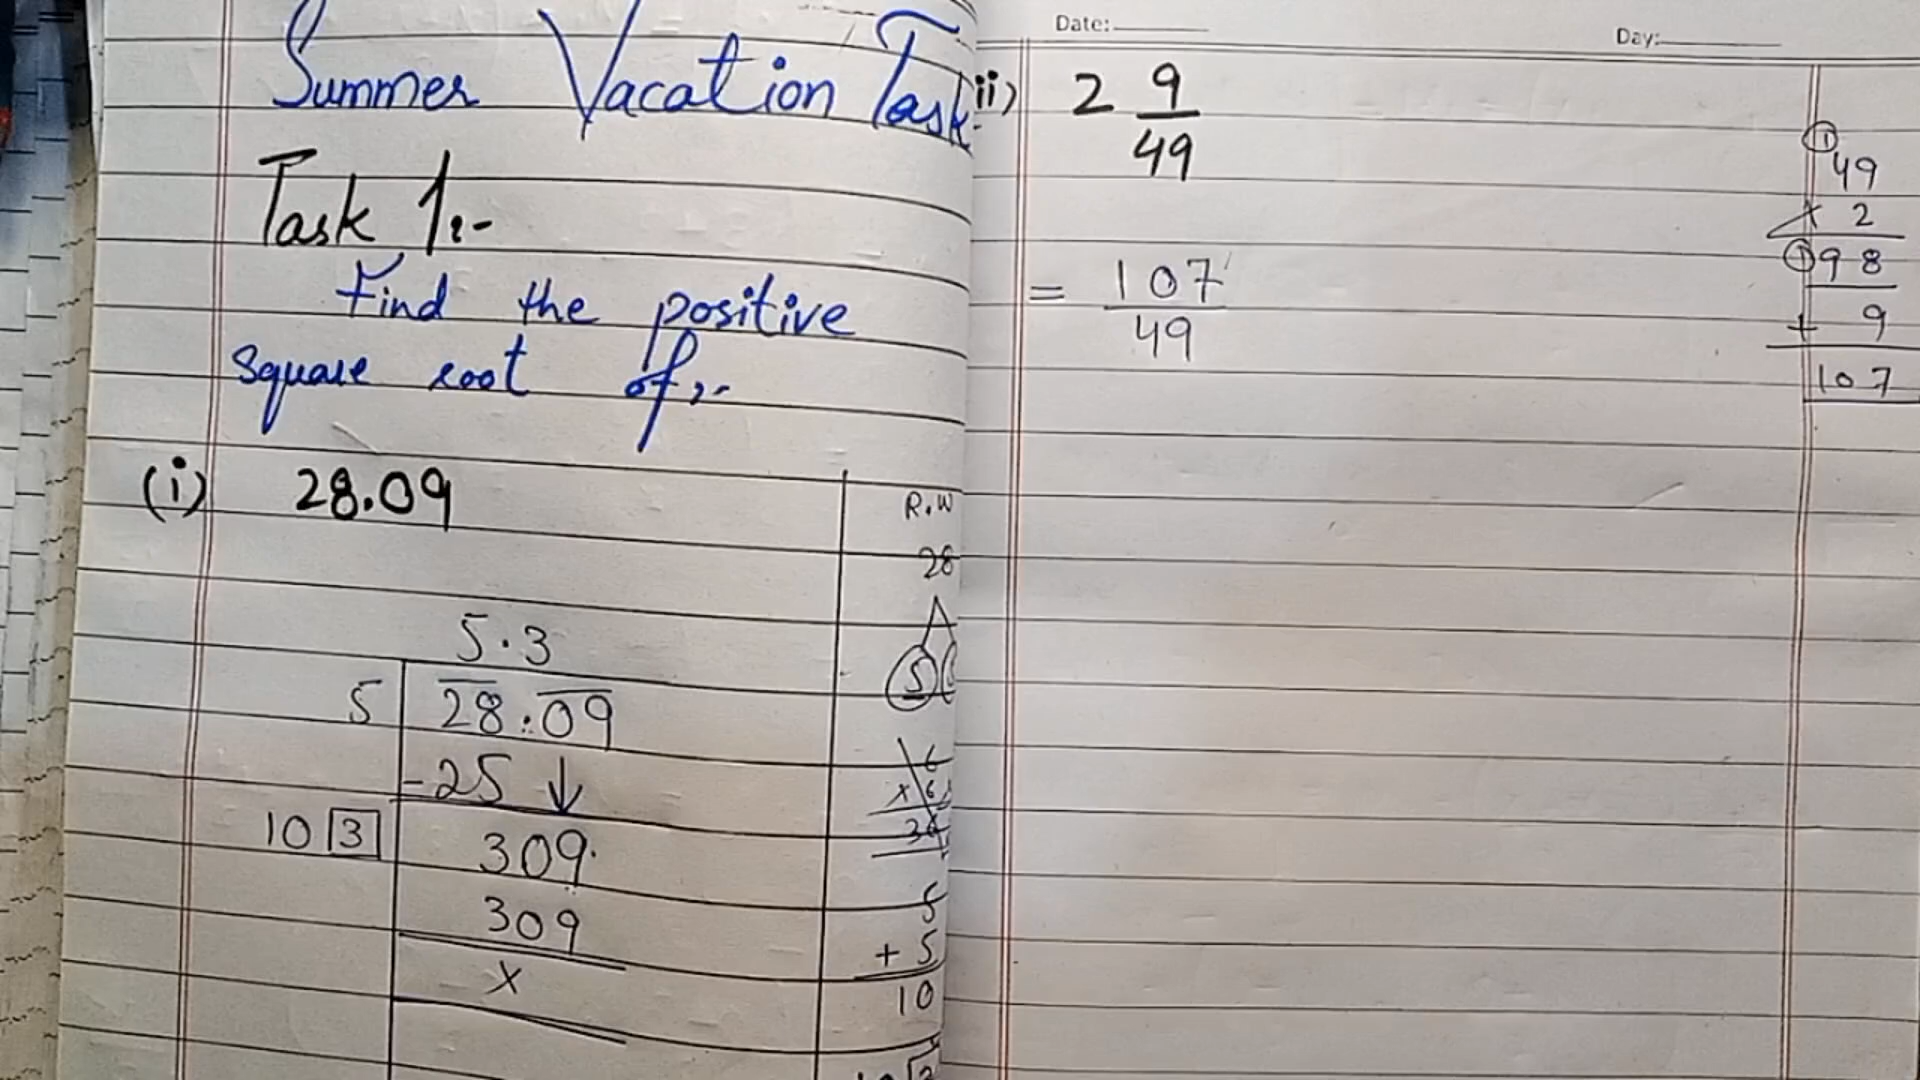 Summer Vacation Task
Task 1:-
Find the positive
square root of:-
(i) 28.09
5.3
5 28.09
-25 ↓
10 3 309
309
x
R.W
28
5
6
x 6
36
5
+ 5
10
Date:
Day:
ii) 2 9/49
= 107/49
1
49
x 2
1 98
+ 9
107